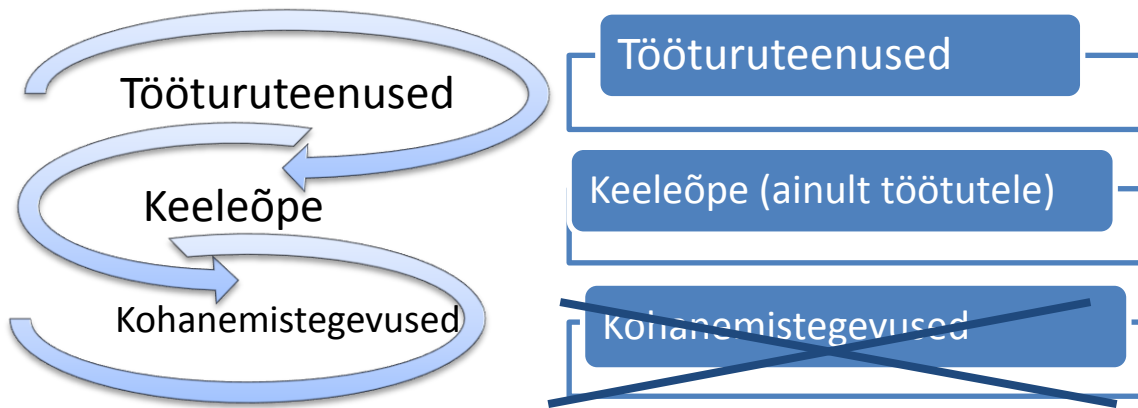 Tööturuteenused
Keeleõpe
Kohanemistegevused
Tööturuteenused
Keeleõpe (ainult töötutele)
Kohanemistegevused